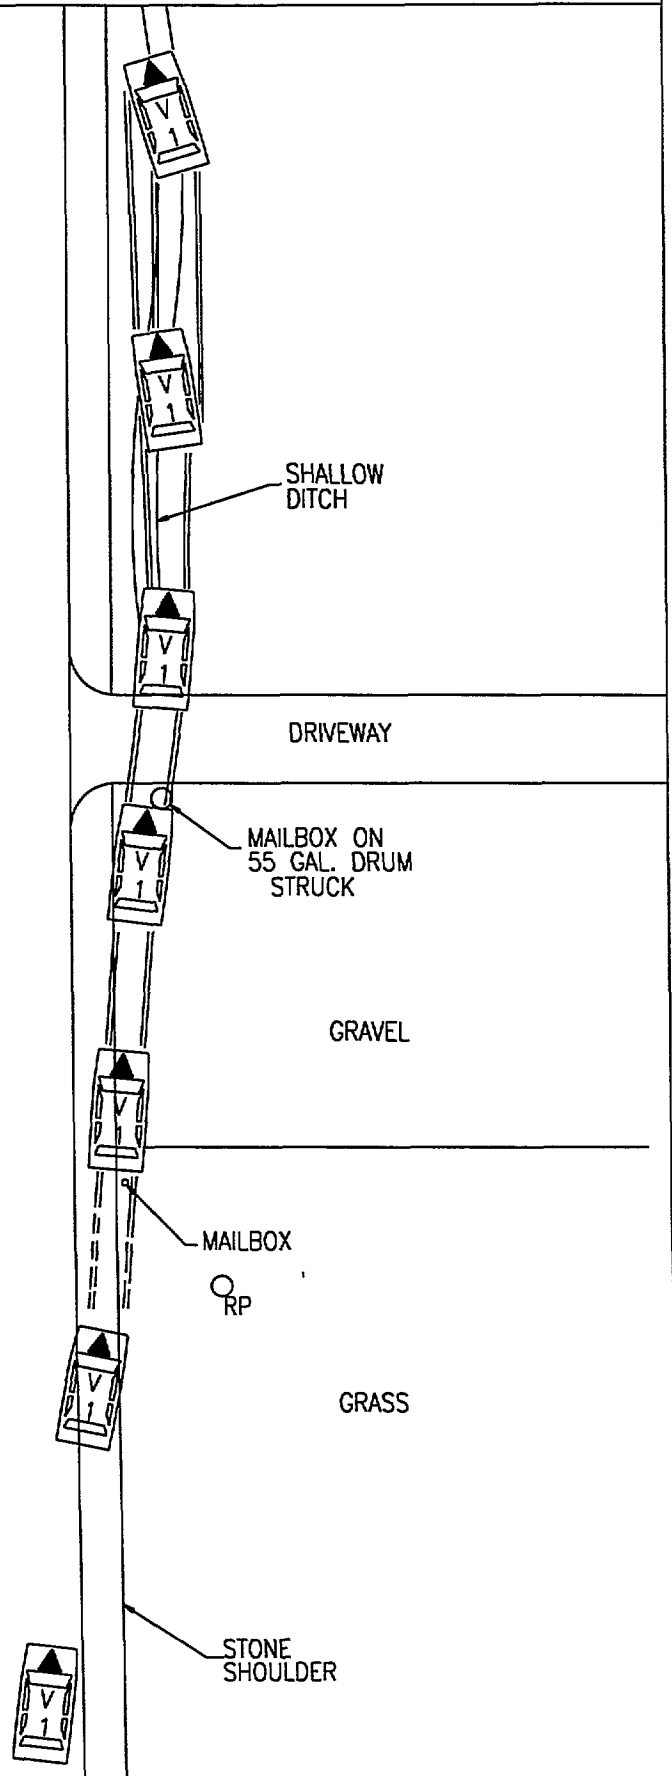 V
1
V
1
SHALLOW
DITCH
V
1
DRIVEWAY
MAILBOX ON
55 GAL. DRUM
STRUCK
V
1
GRAVEL
V
1
MAILBOX
RP
V
1
GRASS
STONE
SHOULDER
V
1